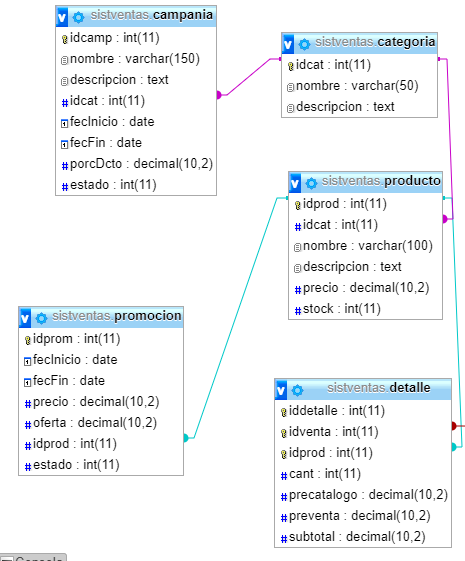 sistventas.campania
idcamp : int(11)
nombre : varchar(150)
descripcion : text
idcat : int(11)
fecInicio : date
fecFin : date
porcDcto : decimal(10,2)
estado : int(11)
sistventas.categoria
idcat : int(11)
nombre : varchar(50)
descripcion : text
sistventas.producto
idprod : int(11)
idcat : int(11)
nombre : varchar(100)
descripcion : text
precio : decimal(10,2)
stock : int(11)
sistventas.promocion
idprom : int(11)
fecInicio : date
fecFin : date
precio : decimal(10,2)
oferta : decimal(10,2)
idprod : int(11)
estado : int(11)
sistventas.detalle
iddetalle : int(11)
idventa : int(11)
idprod : int(11)
cant : int(11)
precatalogo : decimal(10,2)
preventa : decimal(10,2)
subtotal : decimal(10,2)